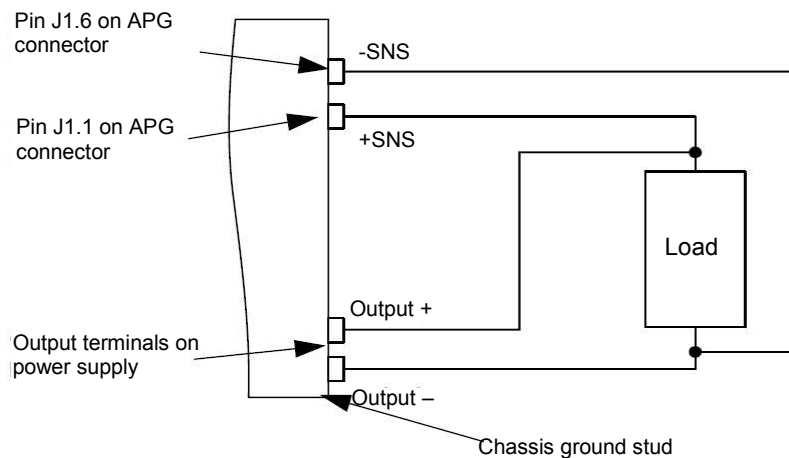 Pin J1.6 on APG
connector
-SNS
Pin J1.1 on APG
connector
+SNS
Load
Output +
Output terminals on
power supply
Output –
Chassis ground stud